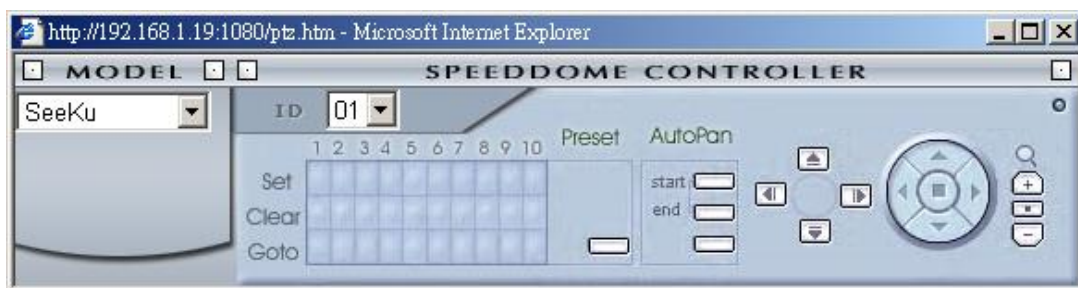 http://192.168.1.19:1080/ptz.htm - Microsoft Internet Explorer
MODEL
SPEEDDOME CONTROLLER
SeeKu
ID 01
Preset AutoPan
1 2 3 4 5 6 7 8 9 10
Set
Clear
Goto
start
end